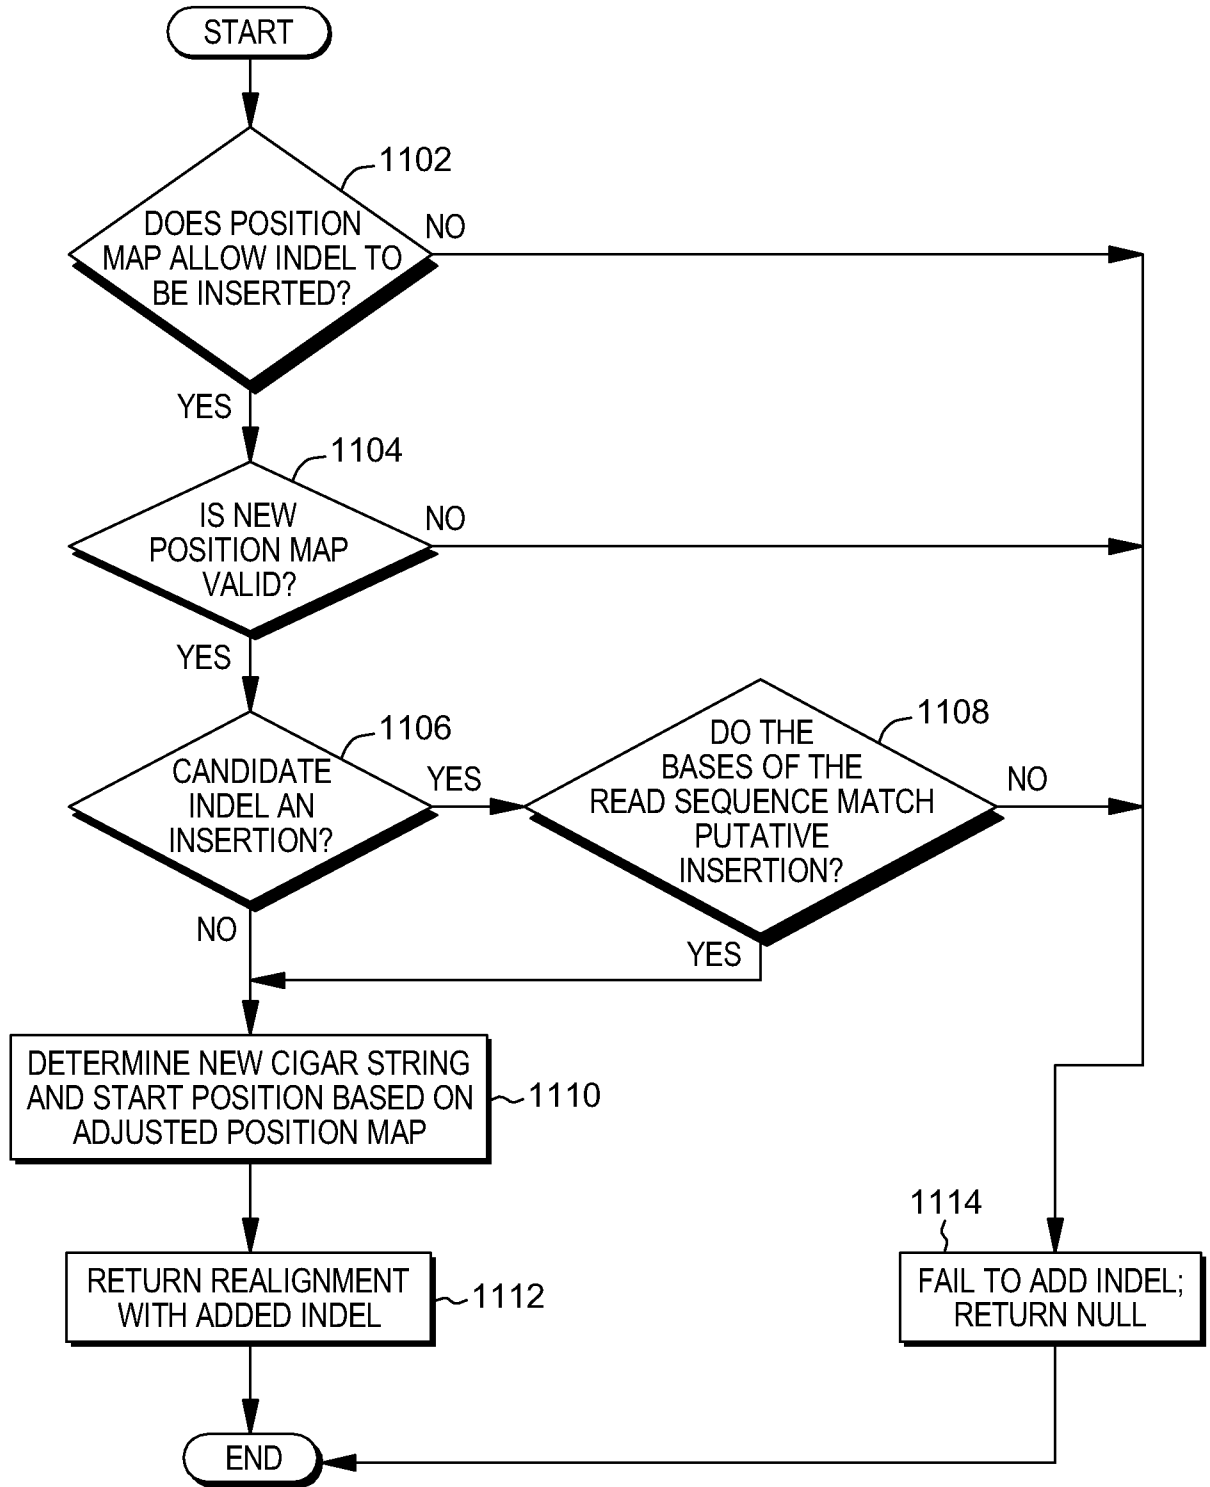 START
1102
DOES POSITION
MAP ALLOW INDEL TO
BE INSERTED?
NO
YES
1104
IS NEW
POSITION MAP
VALID?
NO
YES
1106
CANDIDATE
INDEL AN
INSERTION?
YES
NO
1108
DO THE
BASES OF THE
READ SEQUENCE MATCH
PUTATIVE
INSERTION?
NO
YES
DETERMINE NEW CIGAR STRING
AND START POSITION BASED ON
ADJUSTED POSITION MAP
1110
RETURN REALIGNMENT
WITH ADDED INDEL
1112
1114
FAIL TO ADD INDEL;
RETURN NULL
END